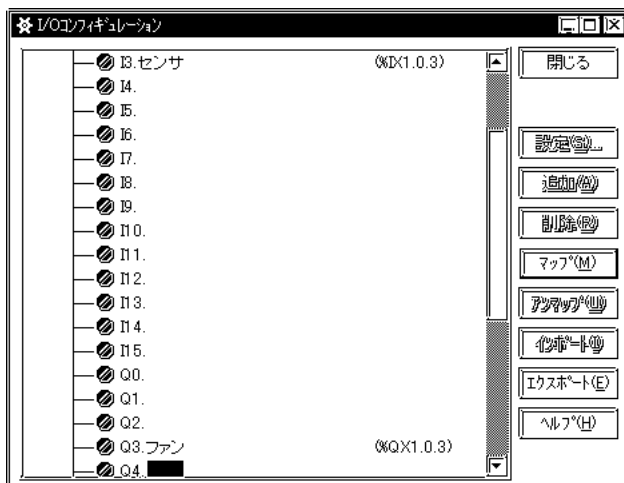 I/Oコンフィギュレーション
I3.センサ (%IX1.0.3)
I4.
I5.
I6.
I7.
I8.
I9.
I10.
I11.
I12.
I13.
I14.
I15.
Q0.
Q1.
Q2.
Q3.ファン (%QX1.0.3)
Q4.
閉じる
設定(S)...
追加(A)
削除(R)
マップ(M)
アンマップ(U)
インポート(I)
エクスポート(E)
ヘルプ(H)